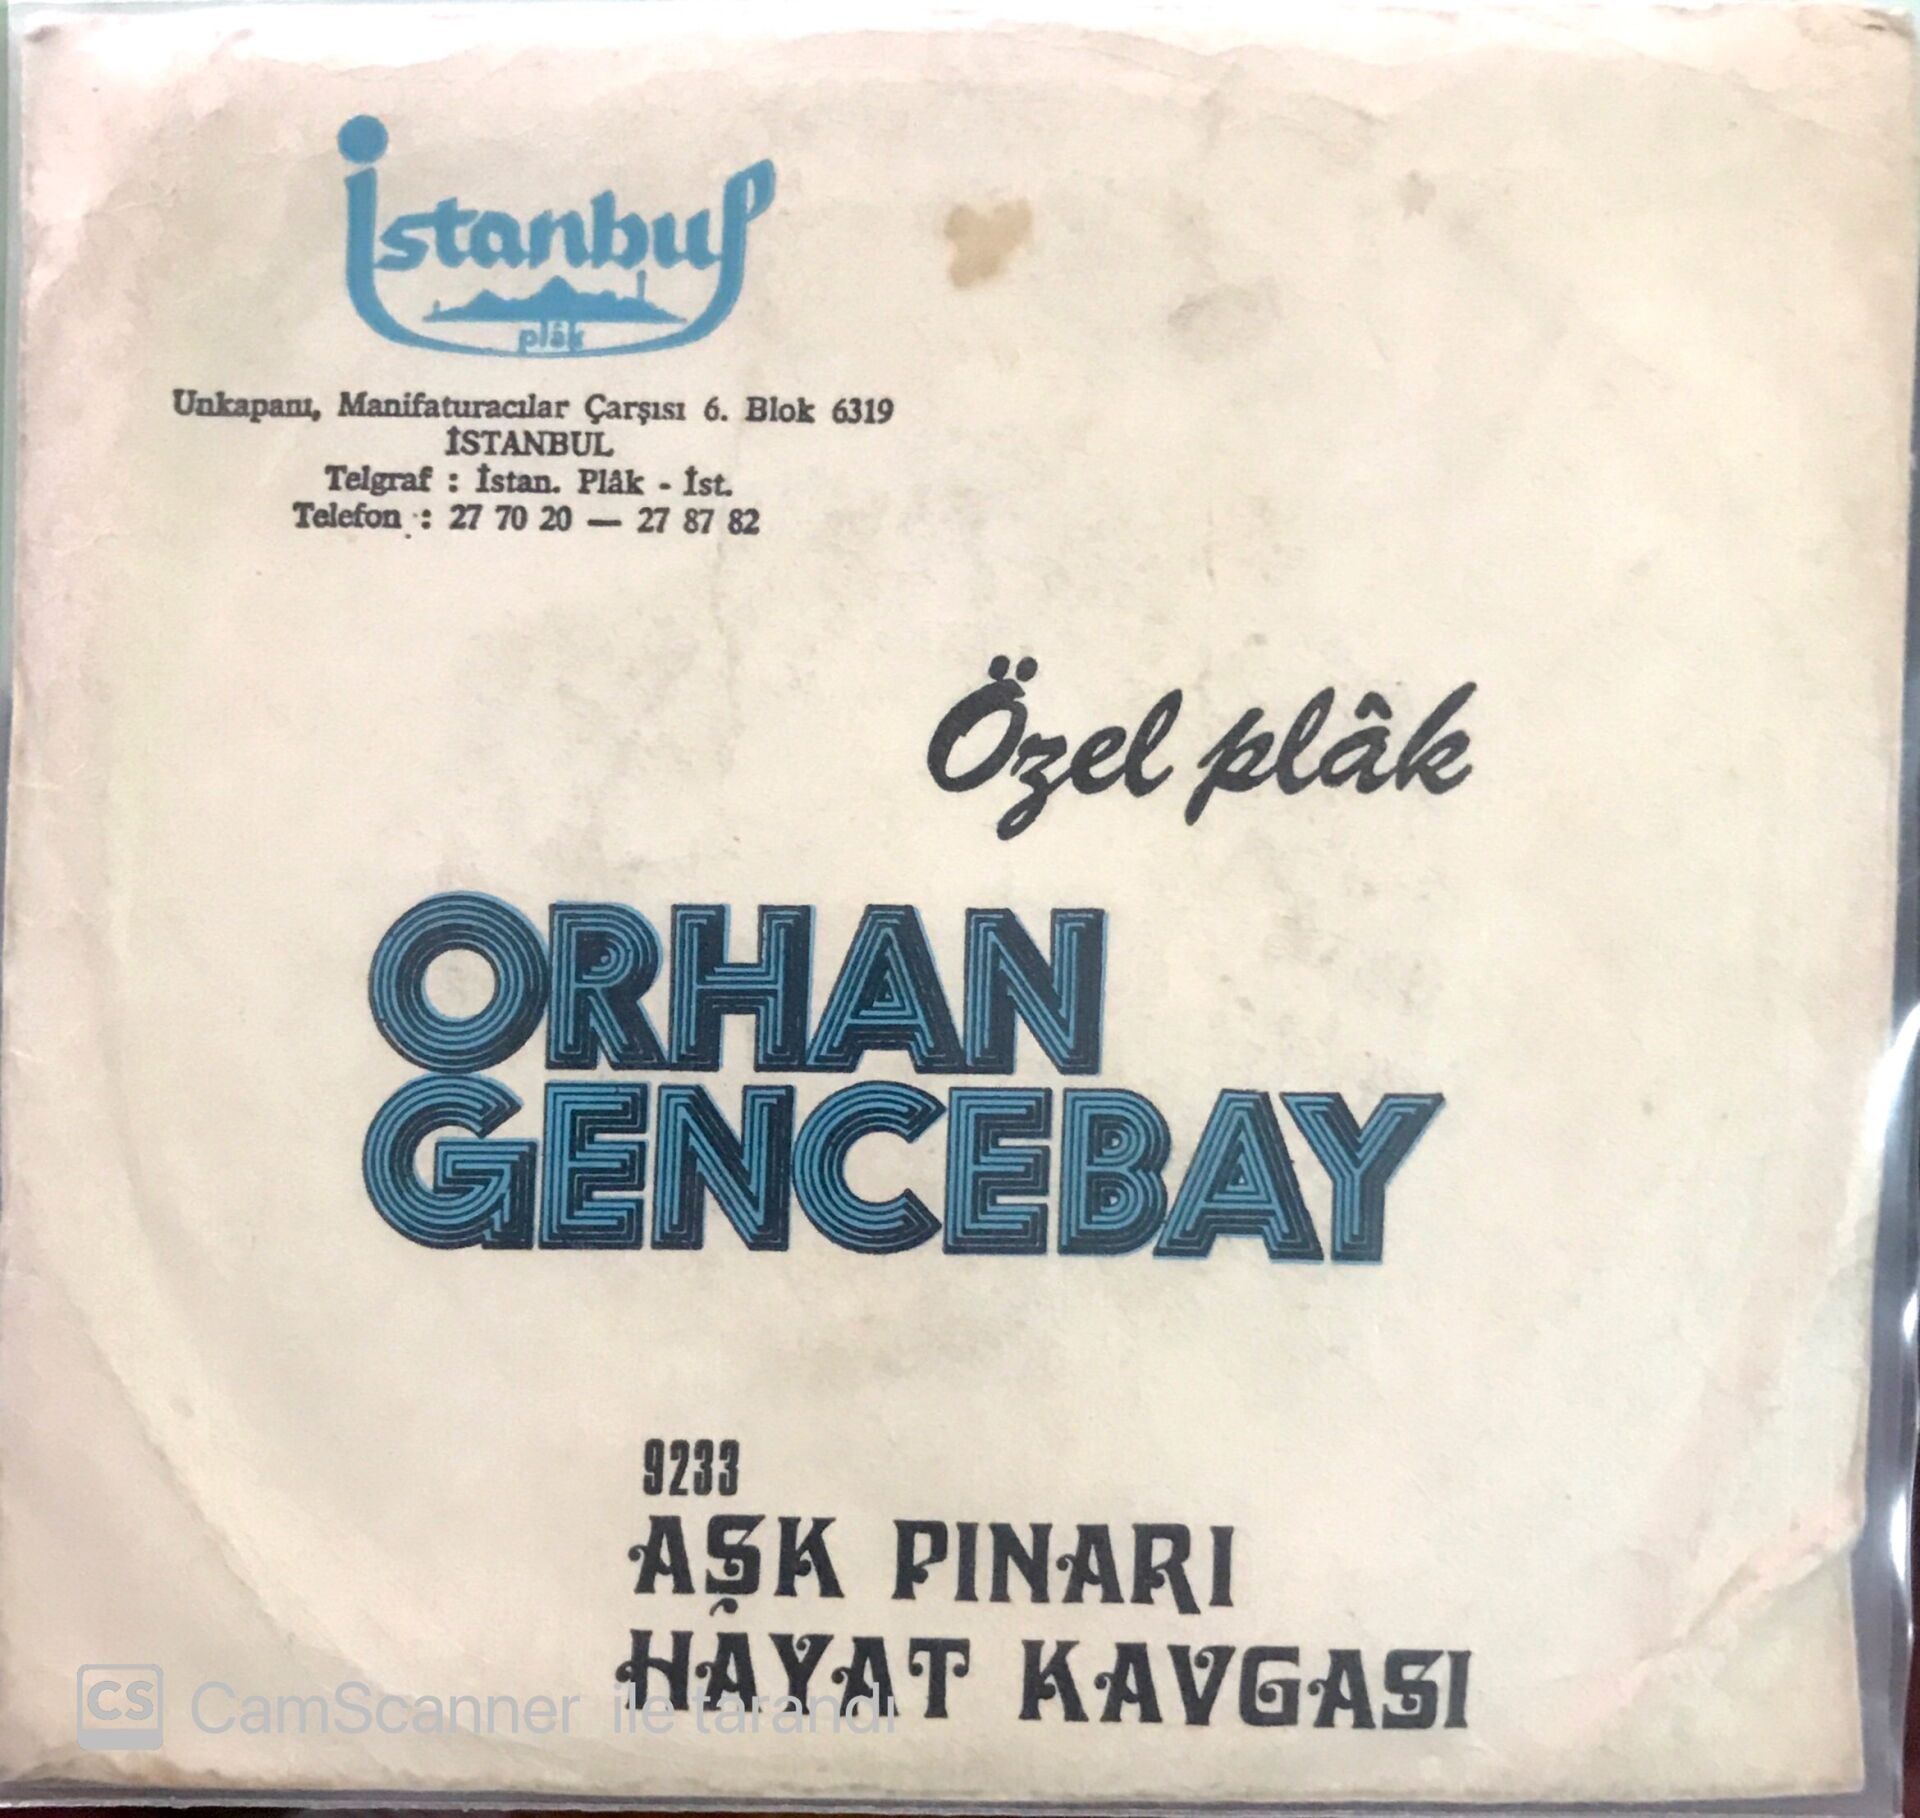 istanbul
plâk
Unkapanı, Manifaturacılar Çarşısı 6. Blok 6319
İSTANBUL
Telgraf : İstan. Plâk - İst.
Telefon : 27 70 20 — 27 87 82
Özel plâk
ORHAN
GENCEBAY
9233
AŞK PINARI
HAYAT KAVGASI
CS CamScanner ile tarandı